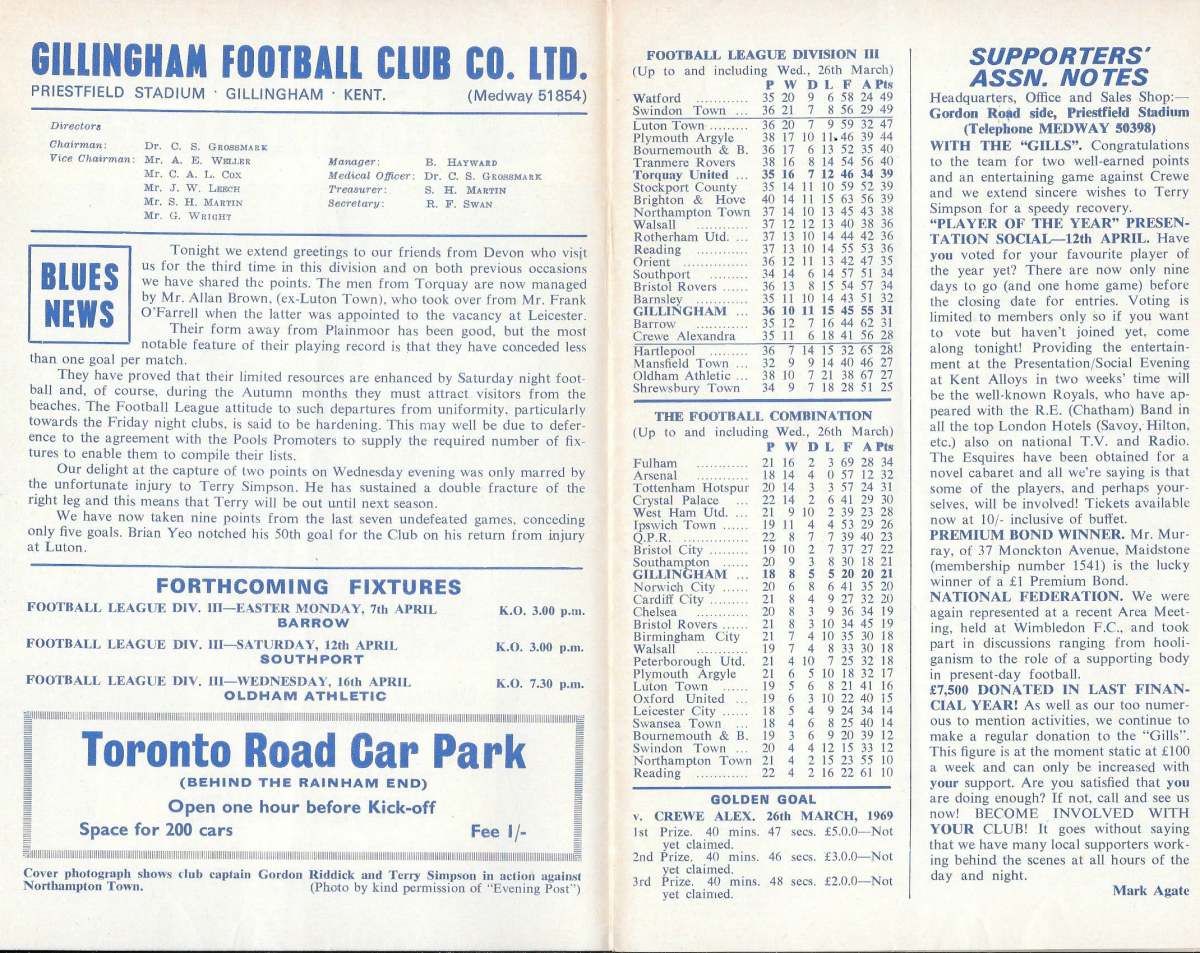 GILLINGHAM FOOTBALL CLUB CO. LTD.
PRIESTFIELD STADIUM · GILLINGHAM · KENT. (Medway 51854)
Directors
Chairman: Dr. C. S. GROSSMARK
Vice Chairman: Mr. A. E. WELLER
Mr. C. A. L. COX
Mr. J. W. LEECH
Mr. S. H. MARTIN
Mr. G. WRIGHT
Manager: B. HAYWARD
Medical Officer: Dr. C. S. GROSSMARK
Treasurer: S. H. MARTIN
Secretary: R. F. SWAN
BLUES
NEWS
Tonight we extend greetings to our friends from Devon who visit
us for the third time in this division and on both previous occasions
we have shared the points. The men from Torquay are now managed
by Mr. Allan Brown, (ex-Luton Town), who took over from Mr. Frank
O'Farrell when the latter was appointed to the vacancy at Leicester.
Their form away from Plainmoor has been good, but the most
notable feature of their playing record is that they have conceded less
than one goal per match.
They have proved that their limited resources are enhanced by Saturday night foot-
ball and, of course, during the Autumn months they must attract visitors from the
beaches. The Football League attitude to such departures from uniformity, particularly
towards the Friday night clubs, is said to be hardening. This may well be due to defer-
ence to the agreement with the Pools Promoters to supply the required number of fix-
tures to enable them to compile their lists.
Our delight at the capture of two points on Wednesday evening was only marred by
the unfortunate injury to Terry Simpson. He has sustained a double fracture of the
right leg and this means that Terry will be out until next season.
We have now taken nine points from the last seven undefeated games, conceding
only five goals. Brian Yeo notched his 50th goal for the Club on his return from injury
at Luton.
FORTHCOMING FIXTURES
FOOTBALL LEAGUE DIV. III—EASTER MONDAY, 7th APRIL K.O. 3.00 p.m.
BARROW
FOOTBALL LEAGUE DIV. III—SATURDAY, 12th APRIL K.O. 3.00 p.m.
SOUTHPORT
FOOTBALL LEAGUE DIV. III—WEDNESDAY, 16th APRIL K.O. 7.30 p.m.
OLDHAM ATHLETIC
Toronto Road Car Park
(BEHIND THE RAINHAM END)
Open one hour before Kick-off
Space for 200 cars Fee 1/-
Cover photograph shows club captain Gordon Riddick and Terry Simpson in action against
Northampton Town. (Photo by kind permission of "Evening Post")
FOOTBALL LEAGUE DIVISION III
(Up to and including Wed., 26th March)
P W D L F A Pts
Watford ............ 35 20 9 6 58 24 49
Swindon Town ... 36 21 7 8 56 29 49
Luton Town ......... 36 20 7 9 59 32 47
Plymouth Argyle 38 17 10 11 46 39 44
Bournemouth & B. 36 17 6 13 52 35 40
Tranmere Rovers 38 16 8 14 54 56 40
Torquay United ... 35 16 7 12 46 34 39
Stockport County 35 14 11 10 59 52 39
Brighton & Hove 40 14 11 15 63 56 39
Northampton Town 37 14 10 13 45 43 38
Walsall ............ 37 12 12 13 40 38 36
Rotherham Utd. ... 37 13 10 14 44 42 36
Reading ............ 37 13 10 14 55 53 36
Orient ............ 36 12 11 13 42 47 35
Southport ......... 34 14 6 14 57 51 34
Bristol Rovers ...... 36 13 8 15 54 57 34
Barnsley ............ 35 11 10 14 43 51 32
GILLINGHAM ... 36 10 11 15 45 55 31
Barrow ............ 35 12 7 16 44 62 31
Crewe Alexandra 35 11 6 18 41 56 28
Hartlepool ......... 36 7 14 15 32 65 28
Mansfield Town ... 32 9 9 14 40 46 27
Oldham Athletic ... 38 10 7 21 38 67 27
Shrewsbury Town 34 9 7 18 28 51 25
THE FOOTBALL COMBINATION
(Up to and including Wed., 26th March)
P W D L F A Pts
Fulham ............ 21 16 2 3 69 28 34
Arsenal ............ 18 14 4 0 57 12 32
Tottenham Hotspur 20 14 3 3 57 24 31
Crystal Palace ... 22 14 2 6 41 29 30
West Ham Utd. ... 21 9 10 2 39 23 28
Ipswich Town ...... 19 11 4 4 53 29 26
Q.P.R. ............ 22 8 7 7 39 40 23
Bristol City ......... 19 10 2 7 37 27 22
Southampton ...... 20 9 3 8 30 18 21
GILLINGHAM ... 18 8 5 5 20 20 21
Norwich City ...... 20 6 8 6 41 35 20
Cardiff City ......... 21 8 4 9 27 32 20
Chelsea ............ 20 8 3 9 36 34 19
Bristol Rovers ...... 21 8 3 10 34 45 19
Birmingham City 21 7 4 10 35 30 18
Walsall ............ 19 7 4 8 33 30 18
Peterborough Utd. 21 4 10 7 25 32 18
Plymouth Argyle 21 6 5 10 18 32 17
Luton Town ...... 19 5 6 8 21 41 16
Oxford United ... 19 6 3 10 22 40 15
Leicester City ...... 18 5 4 9 24 34 14
Swansea Town ... 18 4 6 8 25 40 14
Bournemouth & B. 19 3 6 9 20 39 12
Swindon Town ... 20 4 4 12 15 33 12
Northampton Town 21 4 2 15 23 55 10
Reading ............ 22 4 2 16 22 61 10
GOLDEN GOAL
v. CREWE ALEX. 26th MARCH, 1969
1st Prize. 40 mins. 47 secs. £5.0.0—Not
yet claimed.
2nd Prize. 40 mins. 46 secs. £3.0.0—Not
yet claimed.
3rd Prize. 40 mins. 48 secs. £2.0.0—Not
yet claimed.
SUPPORTERS'
ASSN. NOTES
Headquarters, Office and Sales Shop:—
Gordon Road side, Priestfield Stadium
(Telephone MEDWAY 50398)
WITH THE "GILLS". Congratulations
to the team for two well-earned points
and an entertaining game against Crewe
and we extend sincere wishes to Terry
Simpson for a speedy recovery.
"PLAYER OF THE YEAR" PRESEN-
TATION SOCIAL—12th APRIL. Have
you voted for your favourite player of
the year yet? There are now only nine
days to go (and one home game) before
the closing date for entries. Voting is
limited to members only so if you want
to vote but haven't joined yet, come
along tonight! Providing the entertain-
ment at the Presentation/Social Evening
at Kent Alloys in two weeks' time will
be the well-known Royals, who have ap-
peared with the R.E. (Chatham) Band in
all the top London Hotels (Savoy, Hilton,
etc.) also on national T.V. and Radio.
The Esquires have been obtained for a
novel cabaret and all we're saying is that
some of the players, and perhaps your-
selves, will be involved! Tickets available
now at 10/- inclusive of buffet.
PREMIUM BOND WINNER. Mr. Mur-
ray, of 37 Monckton Avenue, Maidstone
(membership number 1541) is the lucky
winner of a £1 Premium Bond.
NATIONAL FEDERATION. We were
again represented at a recent Area Meet-
ing, held at Wimbledon F.C., and took
part in discussions ranging from hooli-
ganism to the role of a supporting body
in present-day football.
£7,500 DONATED IN LAST FINAN-
CIAL YEAR! As well as our too numer-
ous to mention activities, we continue to
make a regular donation to the "Gills".
This figure is at the moment static at £100
a week and can only be increased with
your support. Are you satisfied that you
are doing enough? If not, call and see us
now! BECOME INVOLVED WITH
YOUR CLUB! It goes without saying
that we have many local supporters work-
ing behind the scenes at all hours of the
day and night.
Mark Agate